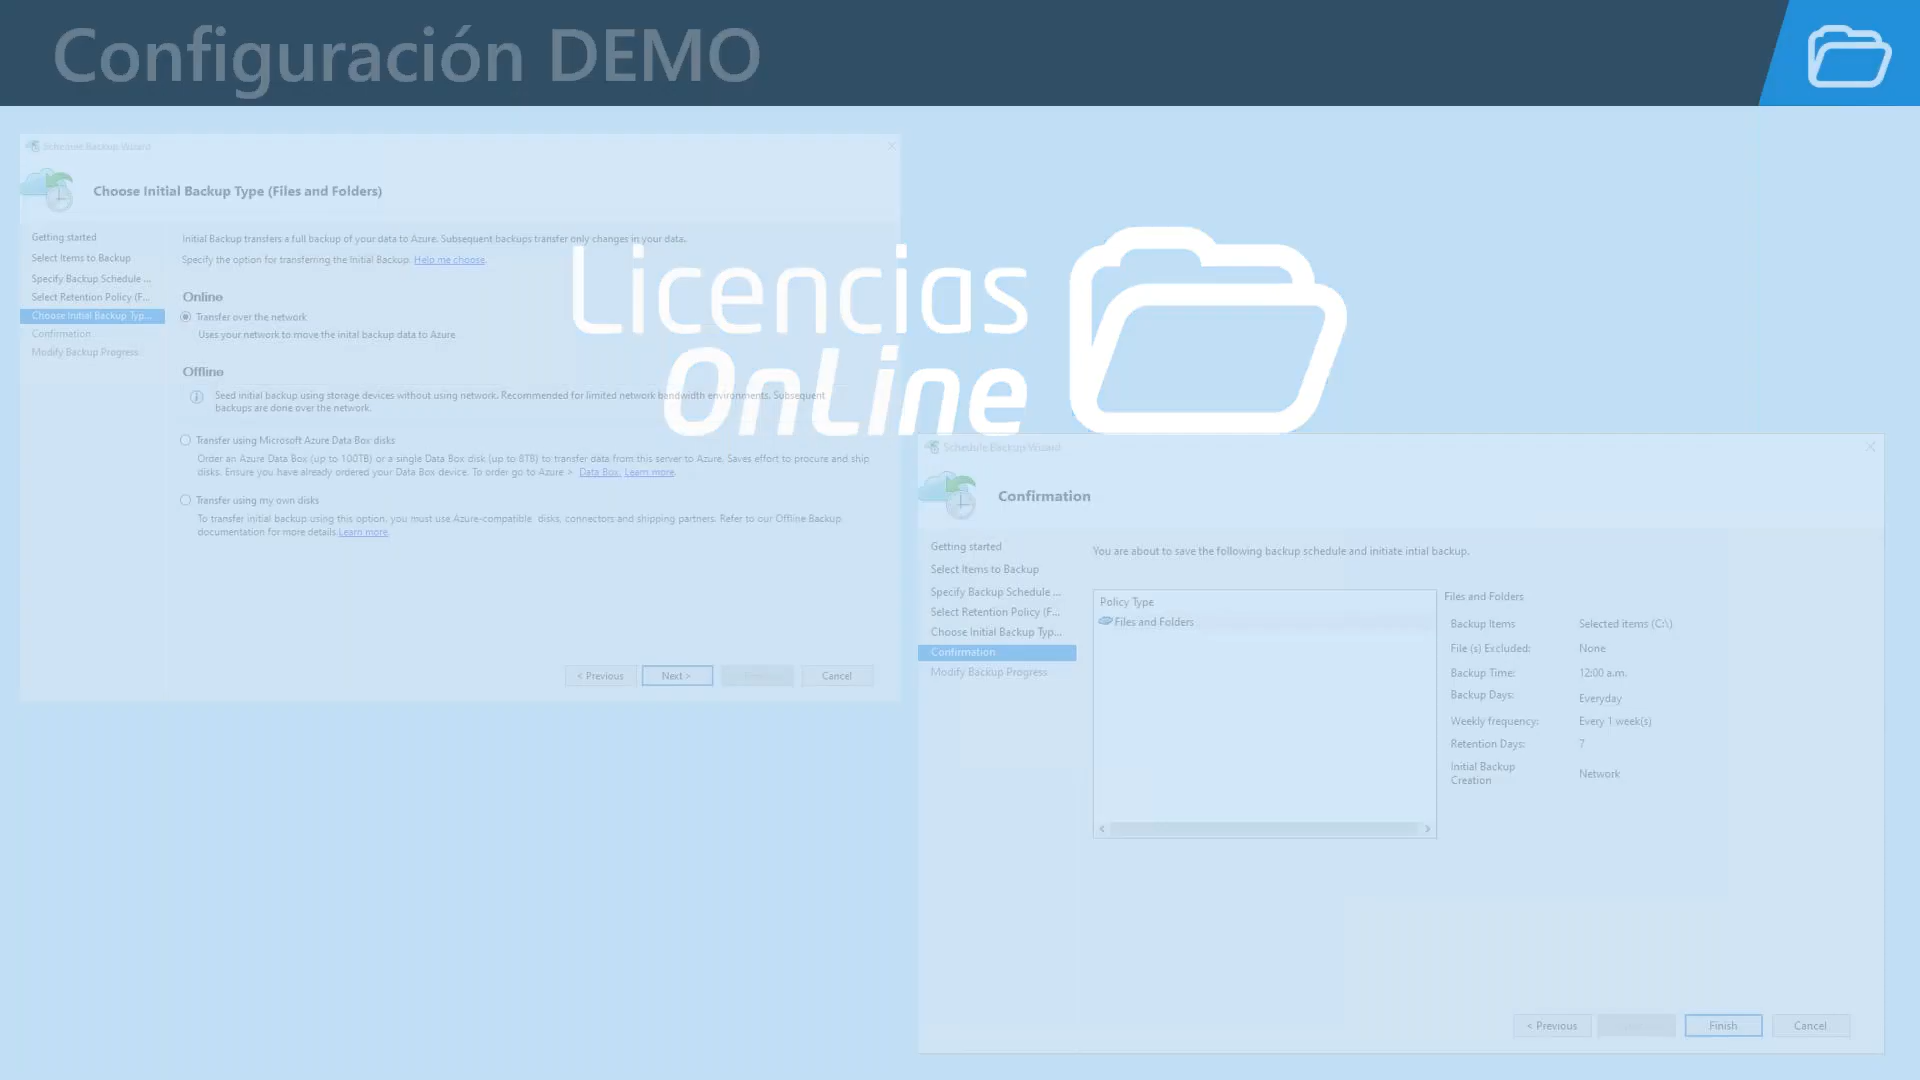 Configuración DEMO
Schedule Backup Wizard
Choose Initial Backup Type (Files and Folders)
Getting started
Select Items to Backup
Specify Backup Schedule ...
Select Retention Policy (F...
Choose Initial Backup Typ...
Confirmation
Modify Backup Progress
Initial Backup transfers a full backup of your data to Azure. Subsequent backups transfer only changes in your data.
Specify the option for transferring the Initial Backup. Help me choose.
Online
Transfer over the network
Uses your network to move the inital backup data to Azure
Offline
Seed initial backup using storage devices without using network. Recommended for limited network bandwidth environments. Subsequent
backups are done over the network.
Transfer using Microsoft Azure Data Box disks
Order an Azure Data Box (up to 100TB) or a single Data Box disk (up to 8TB) to transfer data from this server to Azure. Saves effort to procure and ship
disks. Ensure you have already ordered your Data Box device. To order go to Azure > Data Box. Learn more.
Transfer using my own disks
To transfer initial backup using this option, you must use Azure-compatible disks, connectors and shipping partners. Refer to our Offline Backup
documentation for more details.Learn more.
< Previous
Next >
Cancel
Licencias
OnLine
Schedule Backup Wizard
Confirmation
Getting started
Select Items to Backup
Specify Backup Schedule ...
Select Retention Policy (F...
Choose Initial Backup Typ...
Confirmation
Modify Backup Progress
You are about to save the following backup schedule and initiate intial backup.
Policy Type
Files and Folders
Files and Folders
Backup Items Selected items (C:\)
File (s) Excluded: None
Backup Time: 12:00 a.m.
Backup Days: Everyday
Weekly frequency: Every 1 week(s)
Retention Days: 7
Initial Backup
Creation Network
< Previous
Finish
Cancel